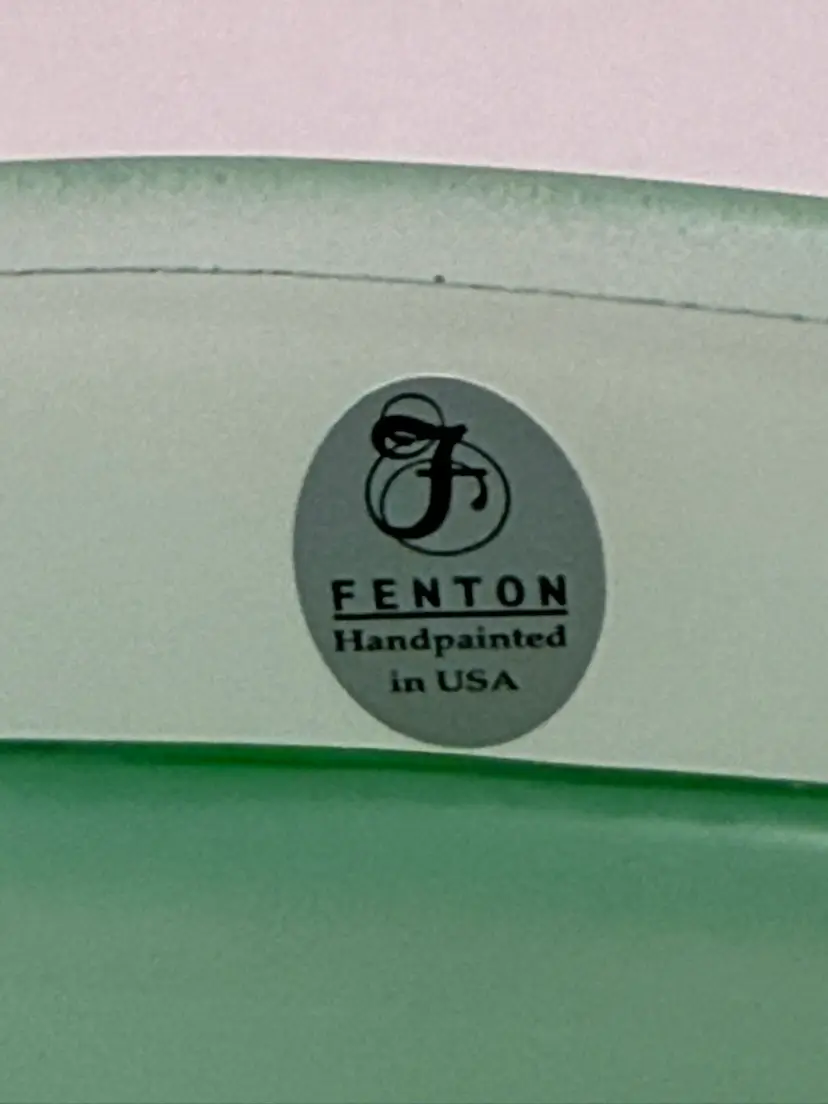 F
FENTON
Handpainted
in USA